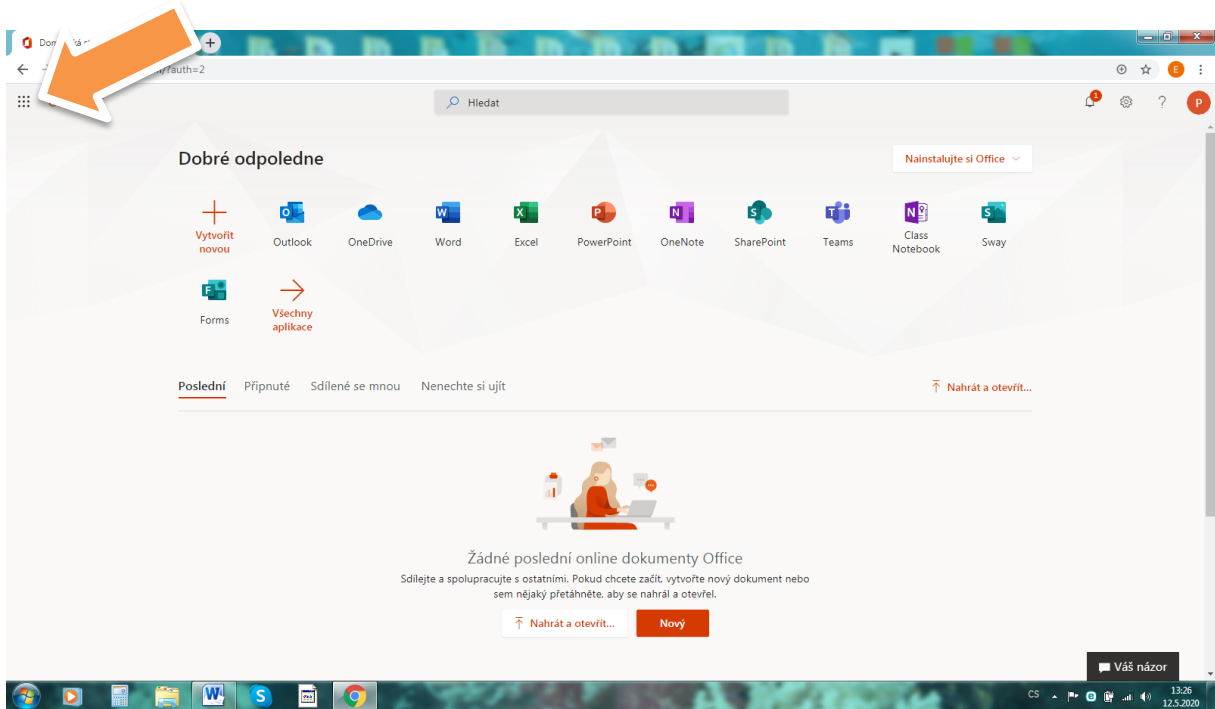 ?auth=2
E
Hledat
1
?
P
Dobré odpoledne
Nainstalujte si Office
Vytvořit
novou
Outlook
OneDrive
Word
Excel
PowerPoint
OneNote
SharePoint
Teams
Class
Notebook
Sway
Forms
Všechny
aplikace
Poslední
Připnuté
Sdílené se mnou
Nenechte si ujít
Nahrát a otevřít...
Žádné poslední online dokumenty Office
Sdílejte a spolupracujte s ostatními. Pokud chcete začít, vytvořte nový dokument nebo
sem nějaký přetáhněte, aby se nahrál a otevřel.
Nahrát a otevřít...
Nový
Váš názor
CS
13:26
12.5.2020